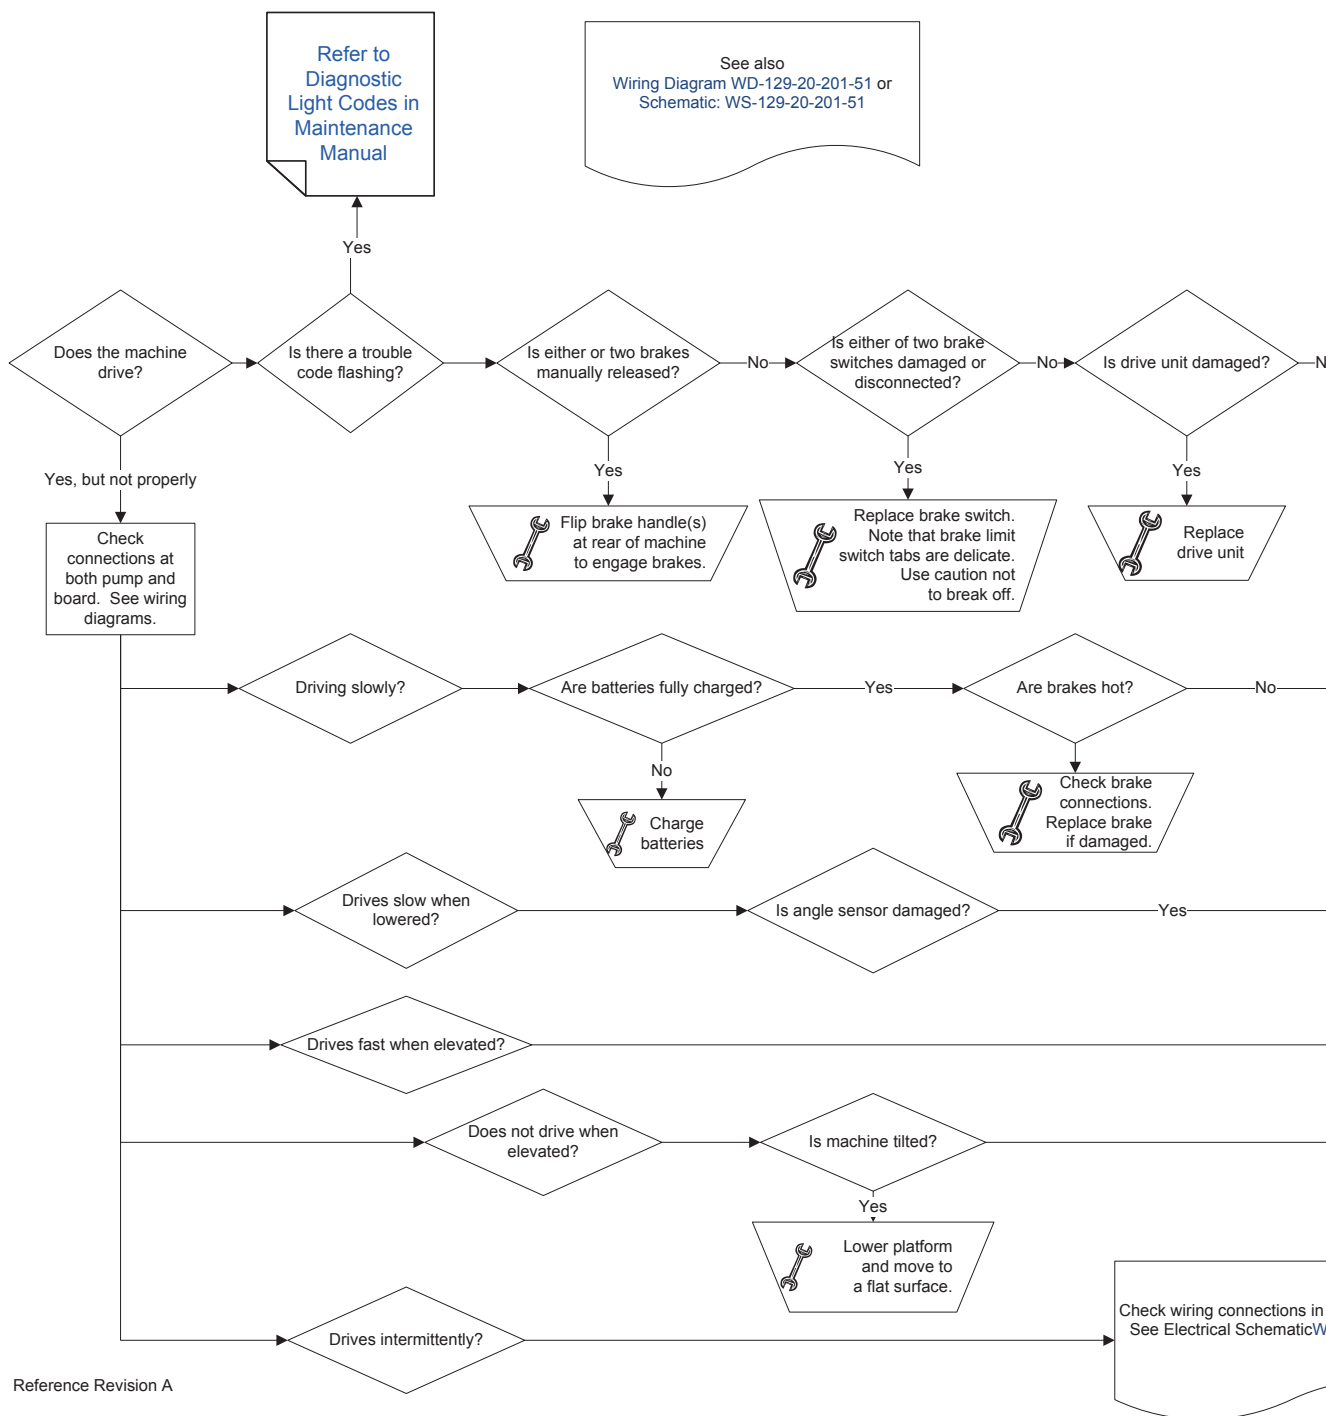 Refer to
Diagnostic
Light Codes in
Maintenance
Manual
See also
Wiring Diagram WD-129-20-201-51 or
Schematic: WS-129-20-201-51
Yes
Does the machine
drive?
Is there a trouble
code flashing?
Is either or two brakes
manually released?
No
Is either of two brake
switches damaged or
disconnected?
No
Is drive unit damaged?
N
Yes, but not properly
Yes
Yes
Yes
Check
connections at
both pump and
board. See wiring
diagrams.
Flip brake handle(s)
at rear of machine
to engage brakes.
Replace brake switch.
Note that brake limit
switch tabs are delicate.
Use caution not
to break off.
Replace
drive unit
Driving slowly?
Are batteries fully charged?
Yes
Are brakes hot?
No
No
Charge
batteries
Check brake
connections.
Replace brake
if damaged.
Drives slow when
lowered?
Is angle sensor damaged?
Yes
Drives fast when elevated?
Does not drive when
elevated?
Is machine tilted?
Yes
Lower platform
and move to
a flat surface.
Drives intermittently?
Check wiring connections in
See Electrical SchematicW
Reference Revision A